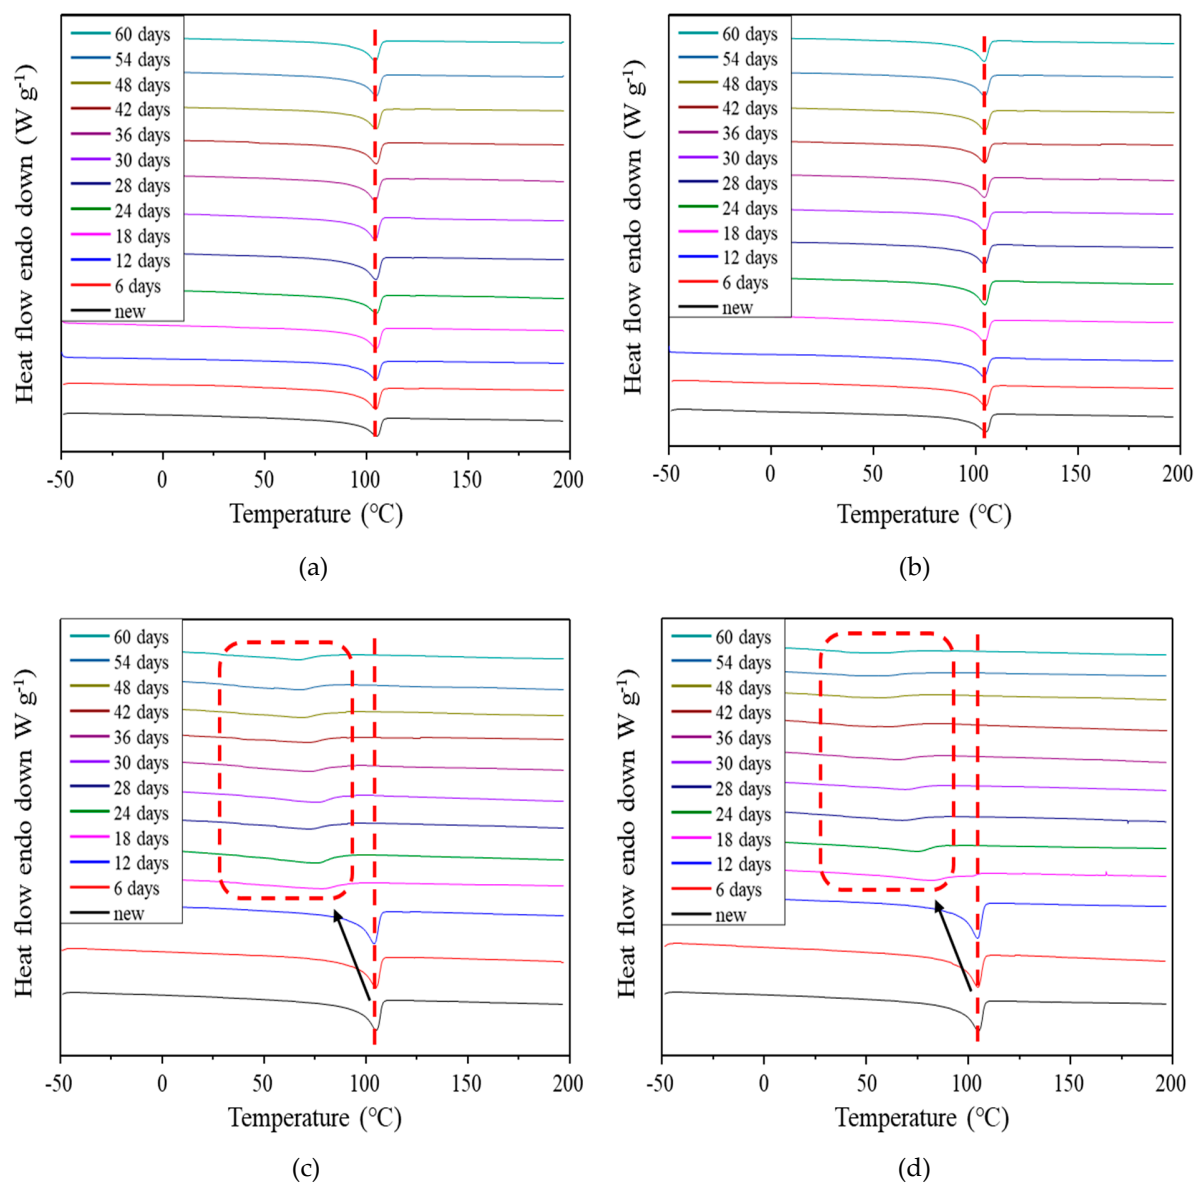 Heat flow endo down (W g-1)
60 days
54 days
48 days
42 days
36 days
30 days
28 days
24 days
18 days
12 days
6 days
new
-50 0 50 100 150 200
Temperature (℃)
(a)
Heat flow endo down (W g-1)
60 days
54 days
48 days
42 days
36 days
30 days
28 days
24 days
18 days
12 days
6 days
new
-50 0 50 100 150 200
Temperature (℃)
(b)
Heat flow endo down W g-1)
60 days
54 days
48 days
42 days
36 days
30 days
28 days
24 days
18 days
12 days
6 days
new
-50 0 50 100 150 200
Temperature (℃)
(c)
Heat flow endo down W g-1)
60 days
54 days
48 days
42 days
36 days
30 days
28 days
24 days
18 days
12 days
6 days
new
-50 0 50 100 150 200
Temperature (℃)
(d)